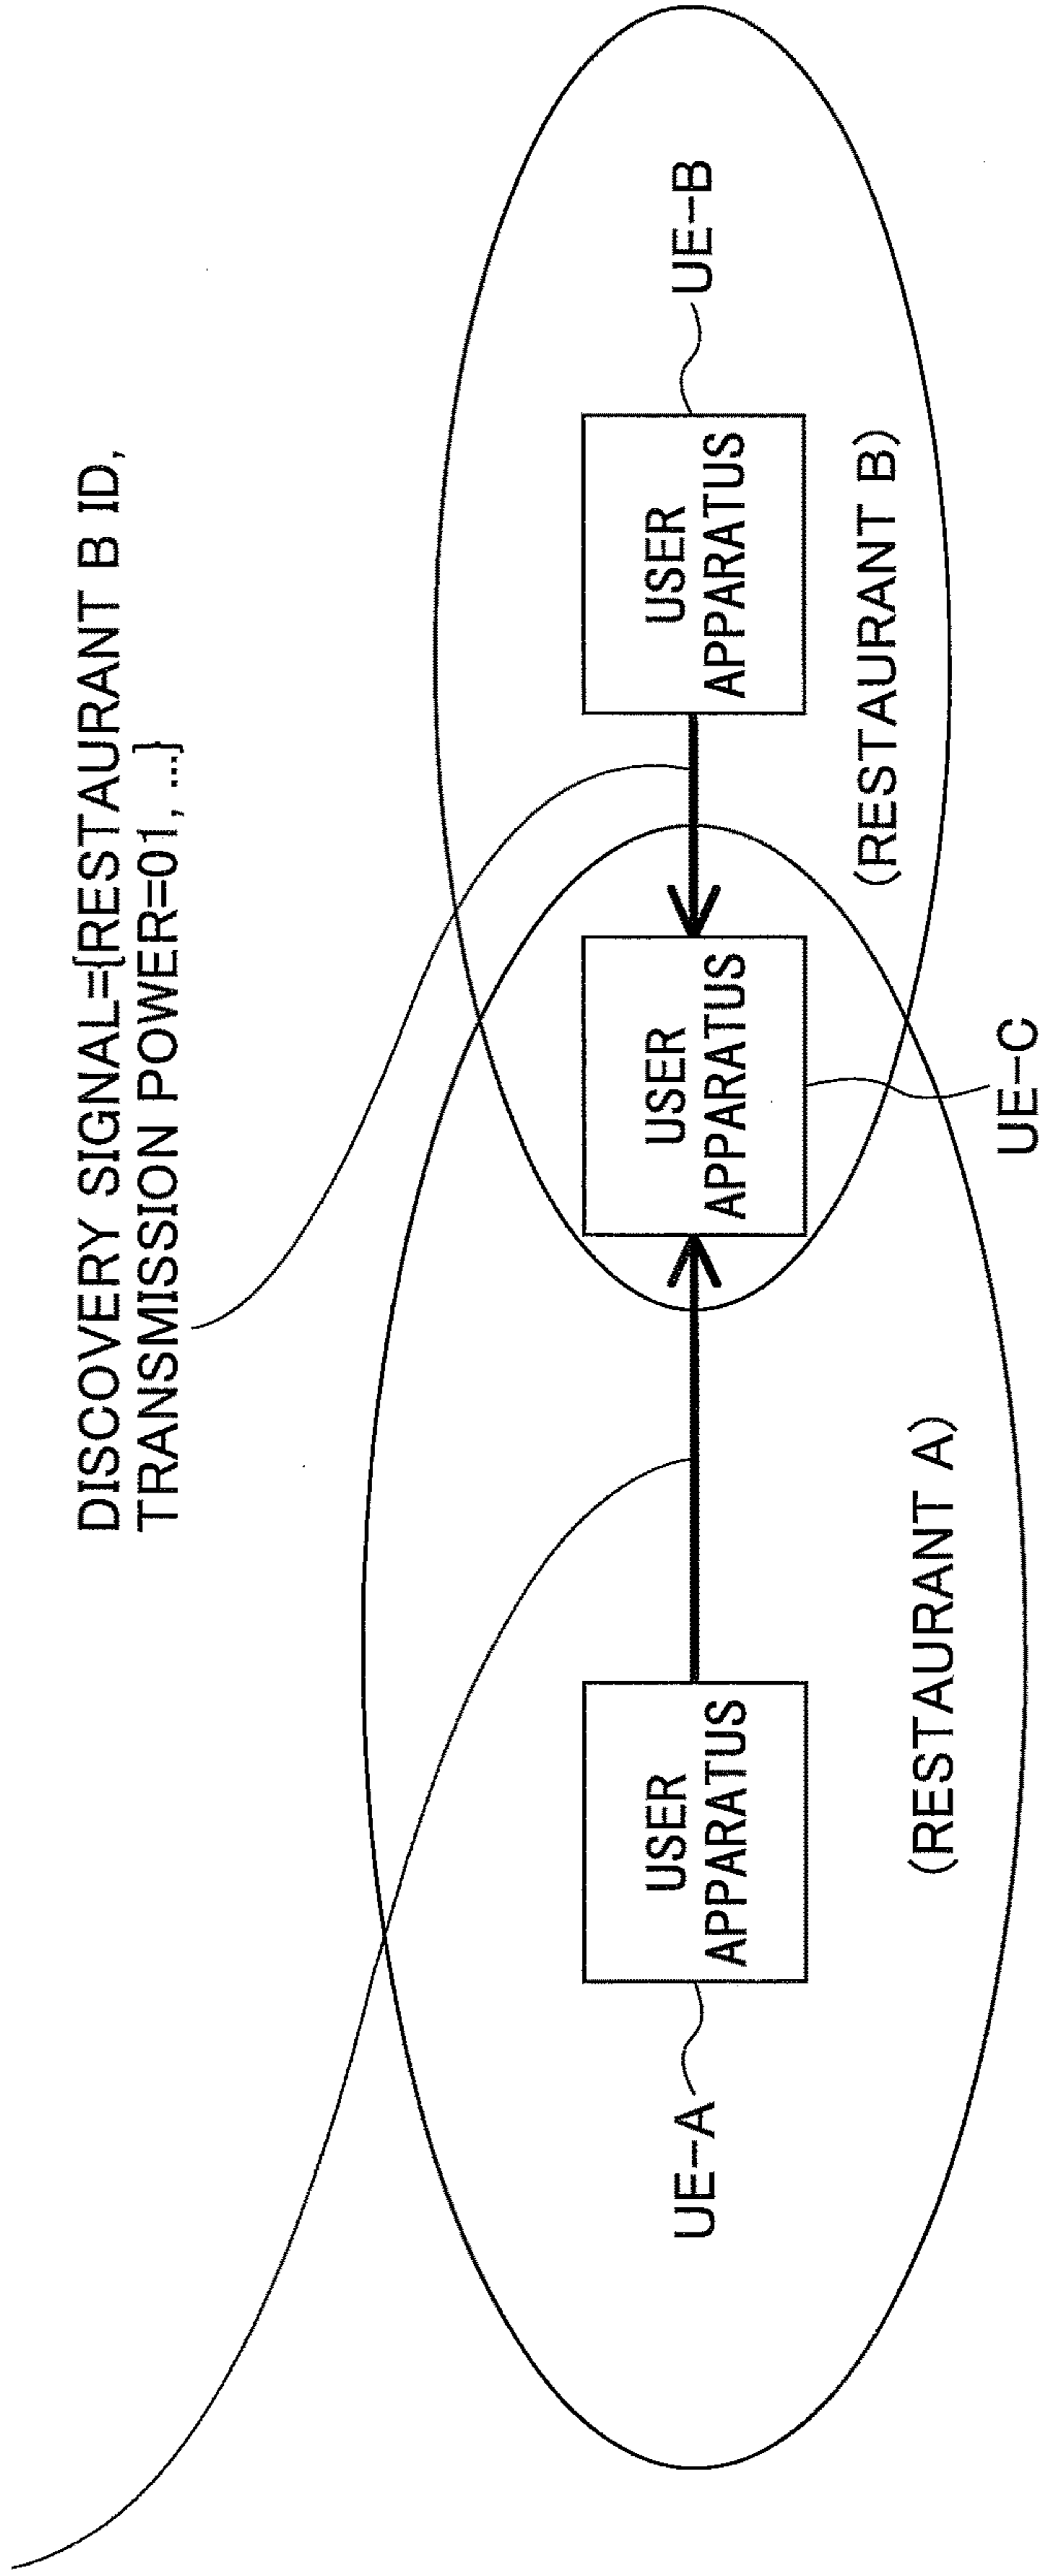 DISCOVERY SIGNAL={RESTAURANT B ID,
TRANSMISSION POWER=01, ...}
UE-A
USER
APPARATUS
USER
APPARATUS
USER
APPARATUS
UE-B
(RESTAURANT A)
UE-C
(RESTAURANT B)